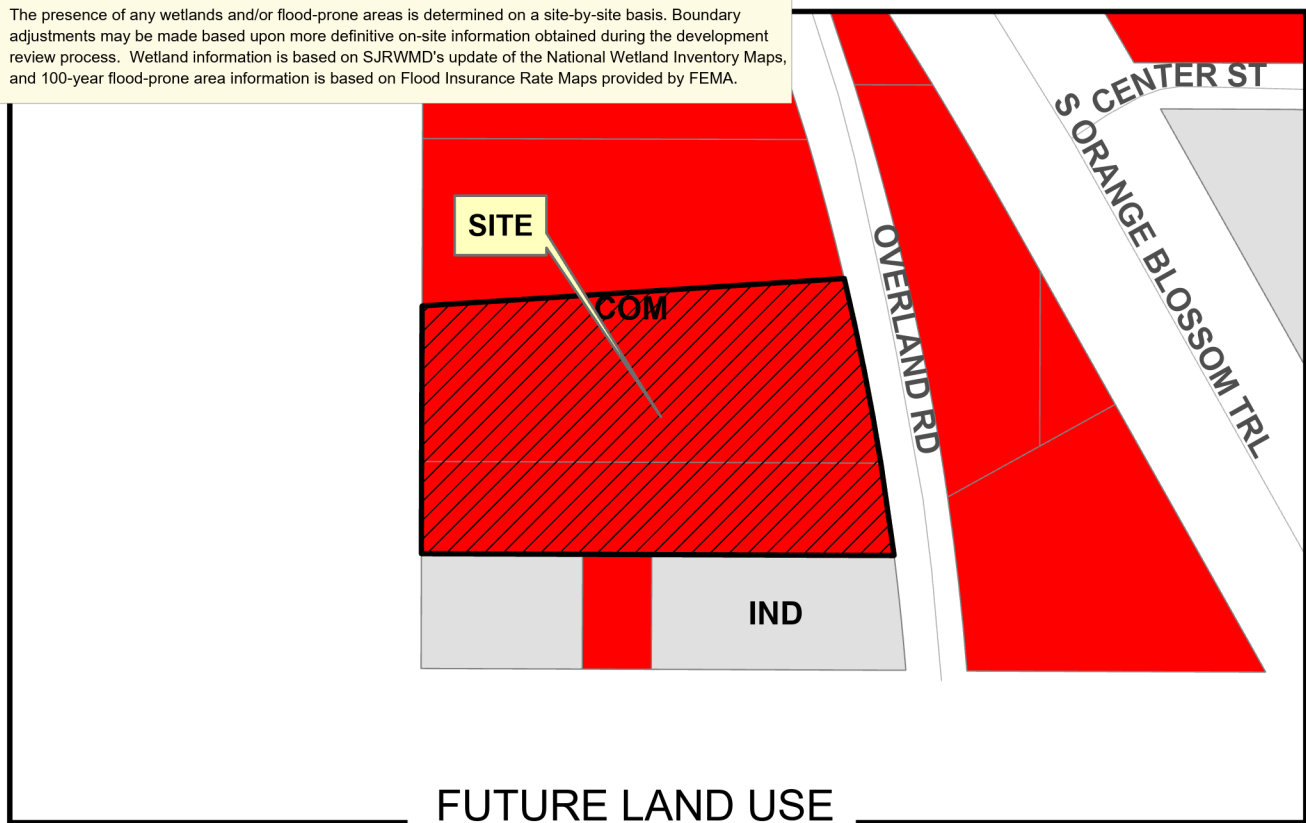 The presence of any wetlands and/or flood-prone areas is determined on a site-by-site basis. Boundary
adjustments may be made based upon more definitive on-site information obtained during the development
review process.  Wetland information is based on SJRWMD's update of the National Wetland Inventory Maps,
and 100-year flood-prone area information is based on Flood Insurance Rate Maps provided by FEMA.
CENTER ST
S ORANGE BLOSSOM TRL
SITE
OVERLAND RD
COM
IND
FUTURE LAND USE